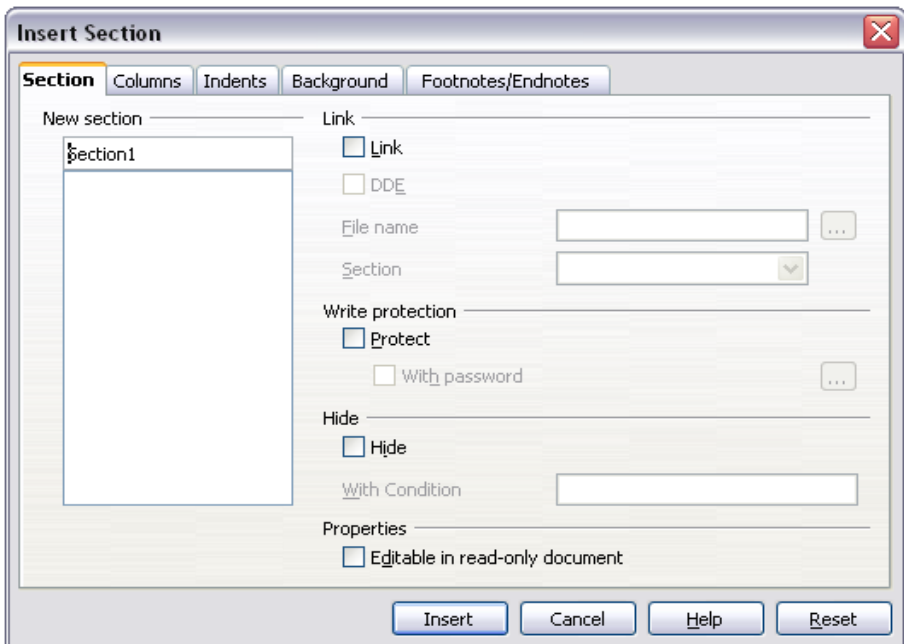 Insert Section
Section Columns Indents Background Footnotes/Endnotes
New section
Section1
Link
Link
DDE
File name
...
Section
Write protection
Protect
With password
...
Hide
Hide
With Condition
Properties
Editable in read-only document
Insert Cancel Help Reset